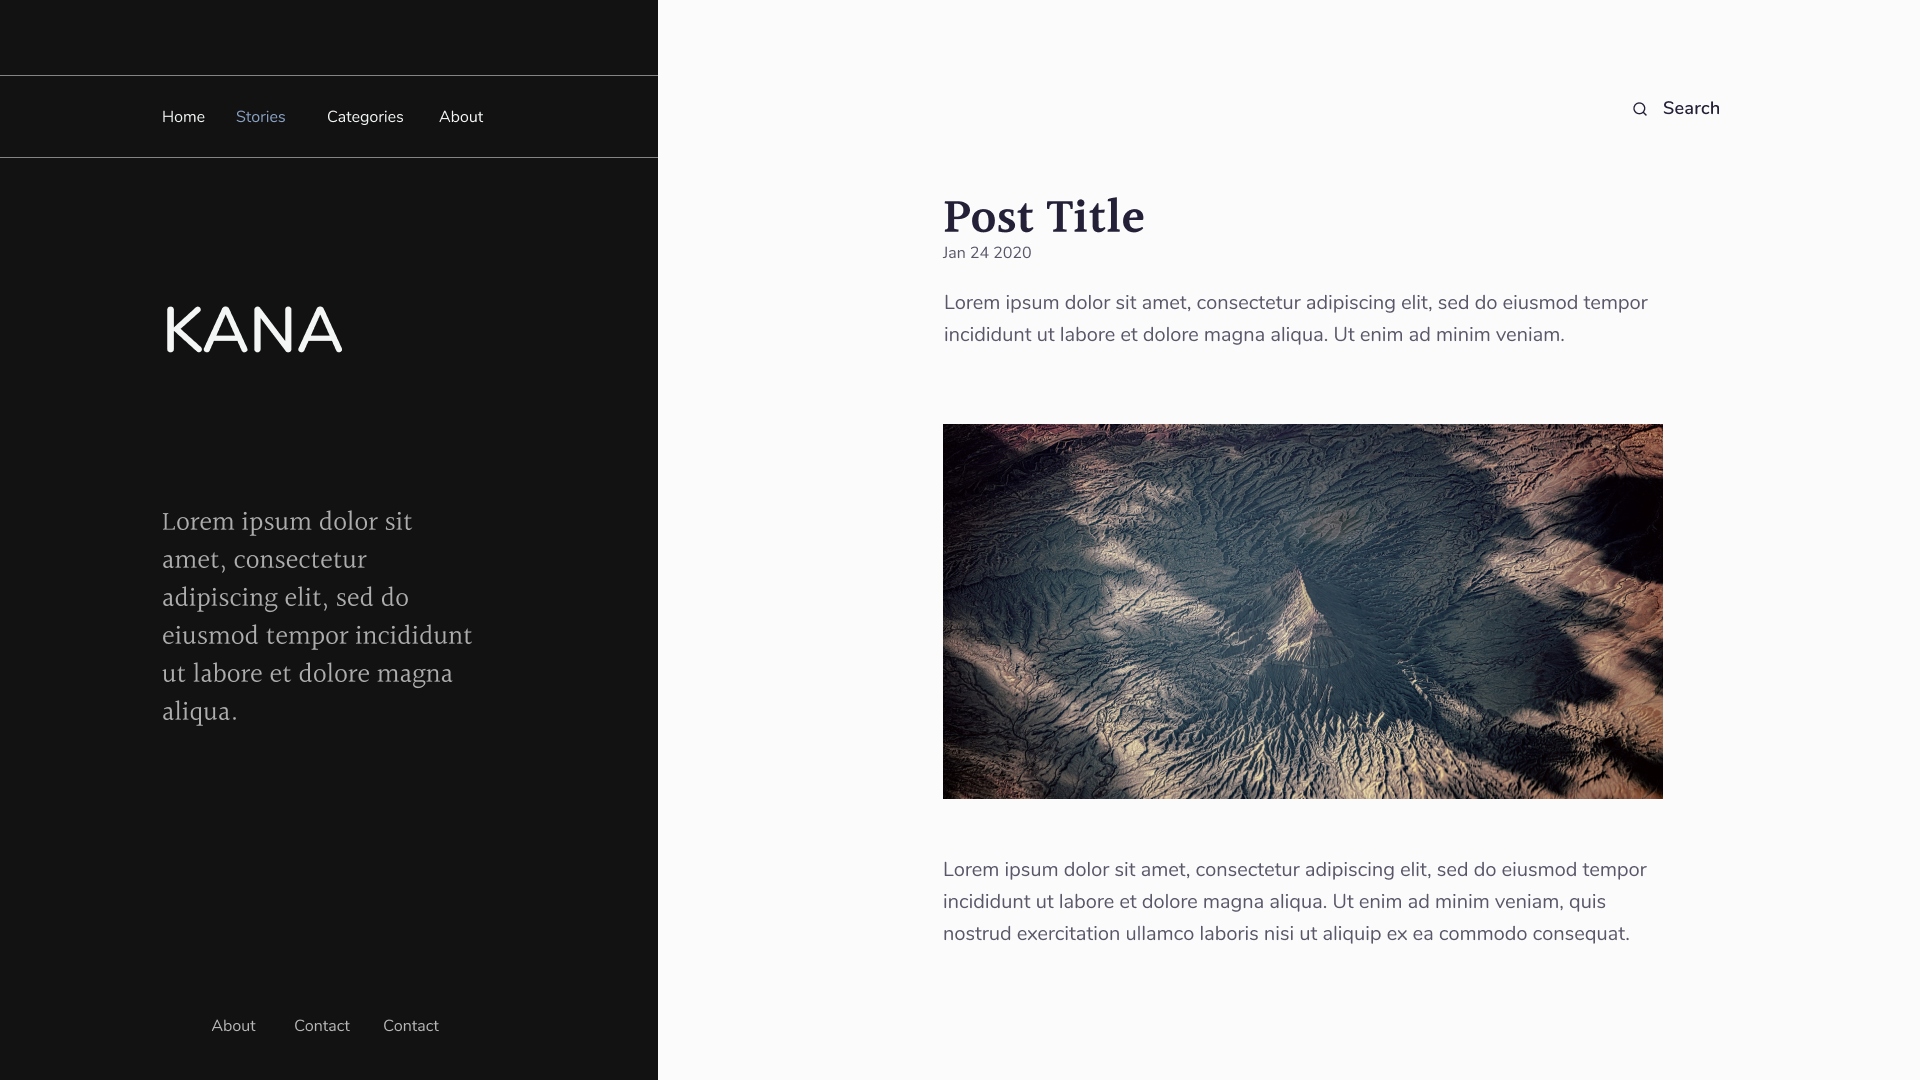 Home Stories Categories About
KANA
Lorem ipsum dolor sit
amet, consectetur
adipiscing elit, sed do
eiusmod tempor incididunt
ut labore et dolore magna
aliqua.
About Contact Contact
Search
Post Title
Jan 24 2020
Lorem ipsum dolor sit amet, consectetur adipiscing elit, sed do eiusmod tempor
incididunt ut labore et dolore magna aliqua. Ut enim ad minim veniam.
Lorem ipsum dolor sit amet, consectetur adipiscing elit, sed do eiusmod tempor
incididunt ut labore et dolore magna aliqua. Ut enim ad minim veniam, quis
nostrud exercitation ullamco laboris nisi ut aliquip ex ea commodo consequat.